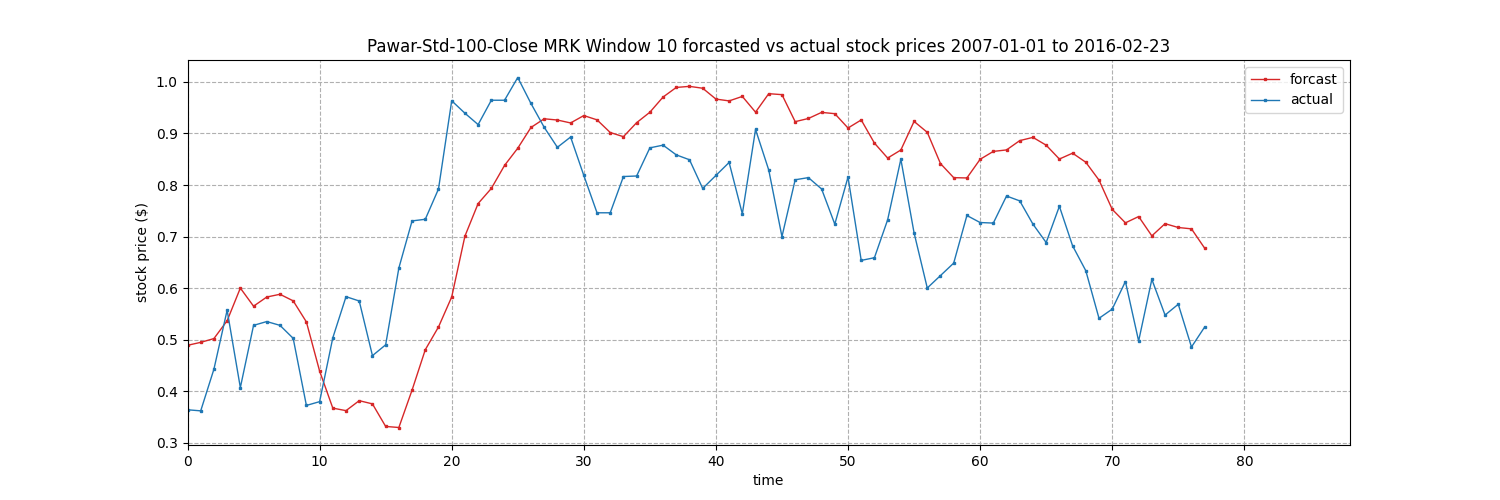 Pawar-Std-100-Close MRK Window 10 forcasted vs actual stock prices 2007-01-01 to 2016-02-23
forcast
actual
stock price ($)
1.0
0.9
0.8
0.7
0.6
0.5
0.4
0.3
0 10 20 30 40 50 60 70 80
time